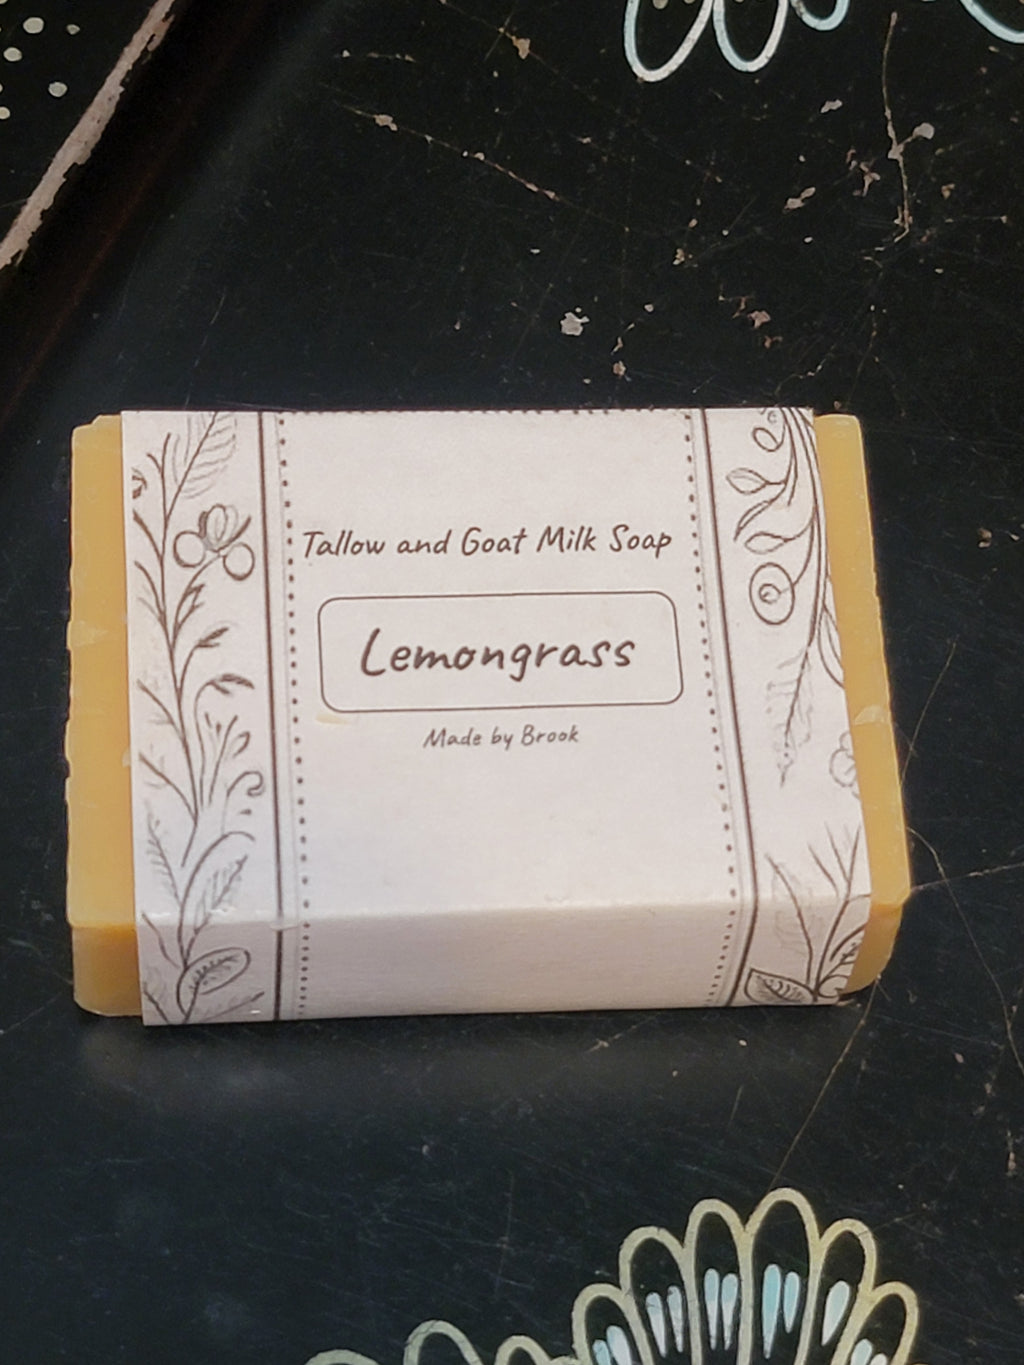 Tallow and Goat Milk Soap
Lemongrass
Made by Brook